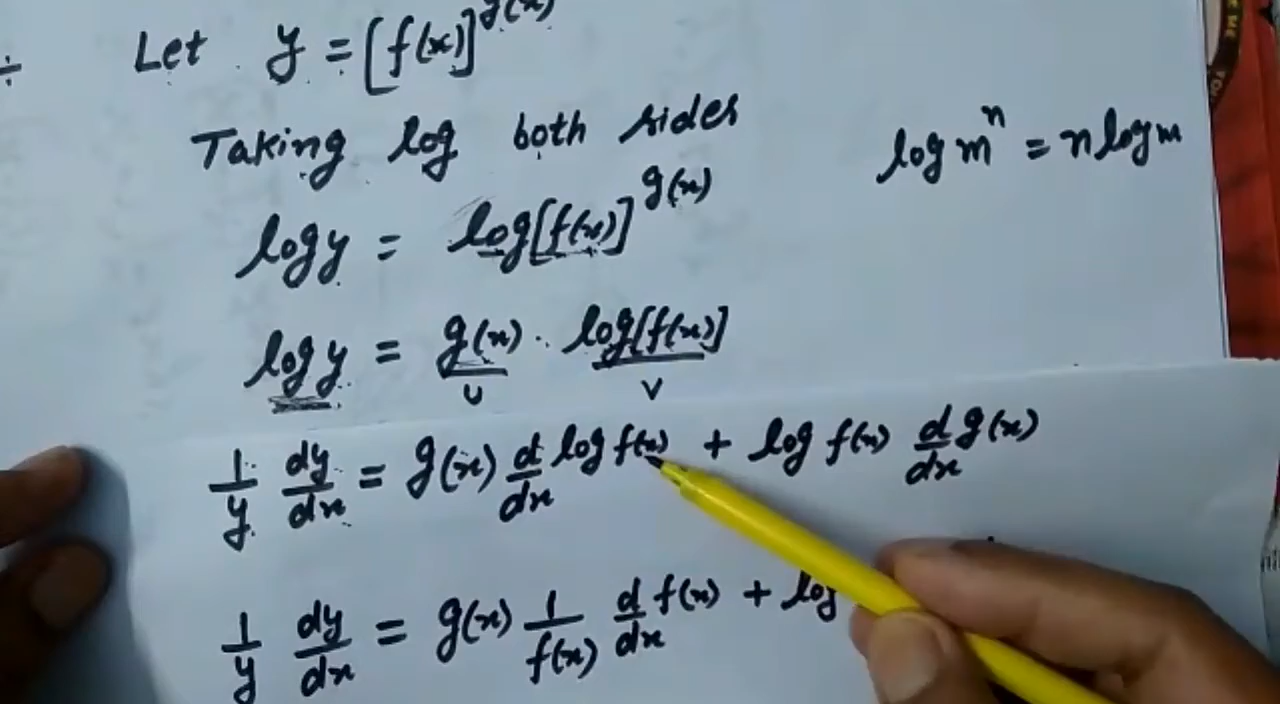 ÷ Let y = [f(x)]^g(x)
Taking log both sides
log m^n = n log m
log y = log[f(x)]^g(x)
log y = g(x) · log[f(x)]
u v
1/y dy/dx = g(x) d/dx log f(x) + log f(x) d/dx g(x)
1/y dy/dx = g(x) 1/f(x) d/dx f(x) + log